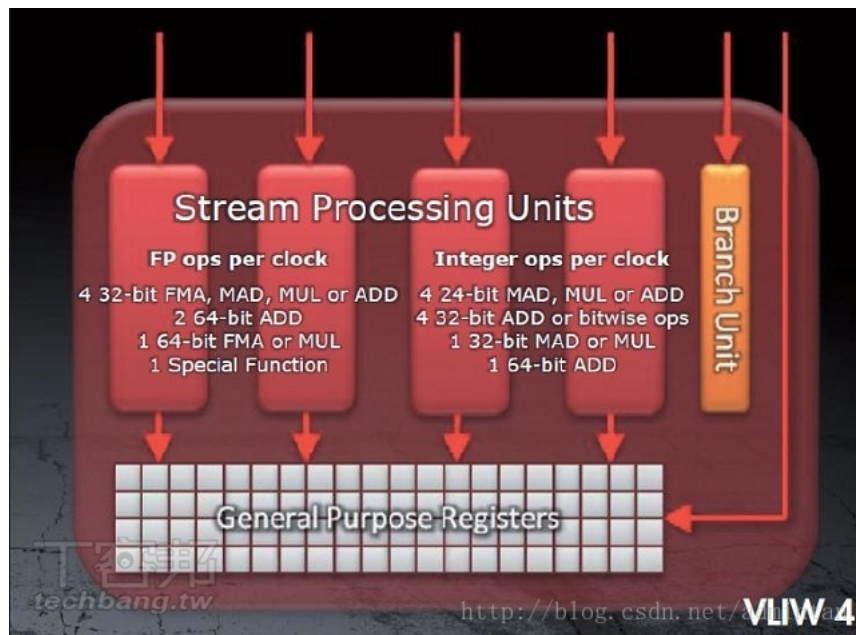 Stream Processing Units
FP ops per clock
4 32-bit FMA, MAD, MUL or ADD
2 64-bit ADD
1 64-bit FMA or MUL
1 Special Function
Integer ops per clock
4 24-bit MAD, MUL or ADD
4 32-bit ADD or bitwise ops
1 32-bit MAD or MUL
1 64-bit ADD
Branch Unit
General Purpose Registers
T客邦
techbang.tw
http://blog.csdn.net/
VLIW 4